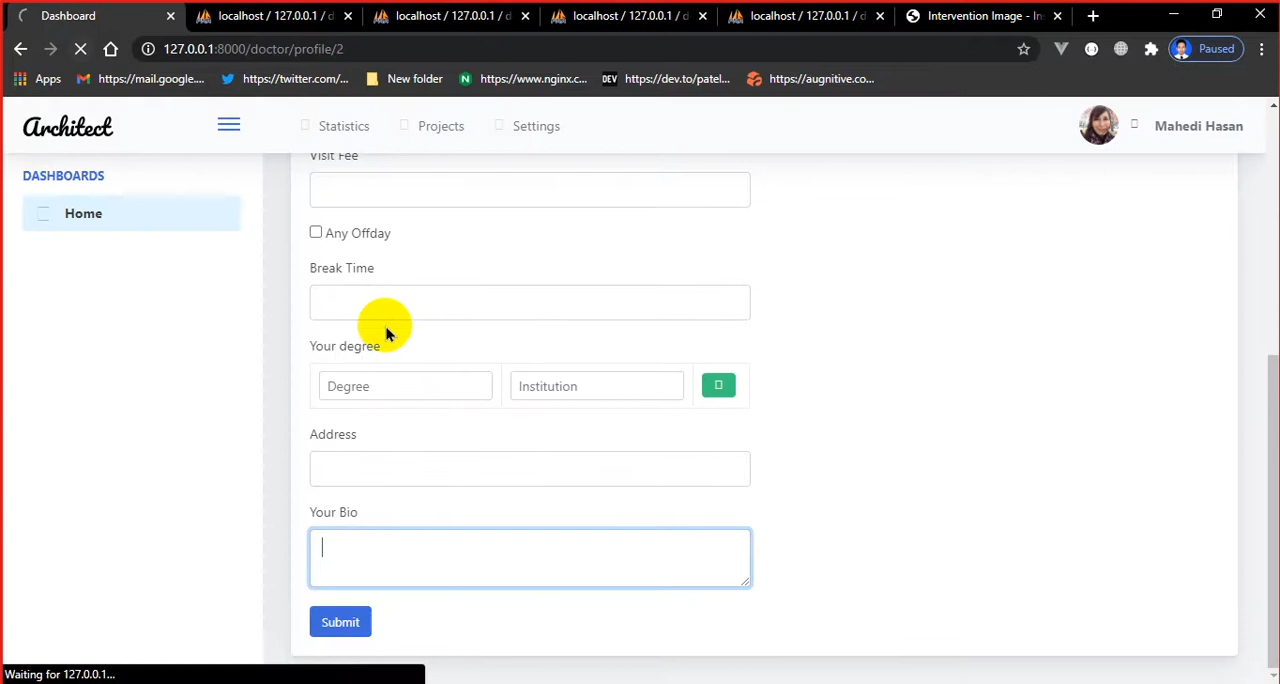 Dashboard
localhost / 127.0.0.1 / d
localhost / 127.0.0.1 / d
localhost / 127.0.0.1 / d
localhost / 127.0.0.1 / d
Intervention Image - In
127.0.0.1:8000/doctor/profile/2
Paused
Apps
https://mail.google....
https://twitter.com/...
New folder
https://www.nginx.c...
DEV
https://dev.to/patel...
https://augnitive.co...
Architect
Statistics
Projects
Settings
Mahedi Hasan
DASHBOARDS
Home
Visit Fee
Any Offday
Break Time
Your degree
Degree
Institution
Address
Your Bio
Submit
Waiting for 127.0.0.1...